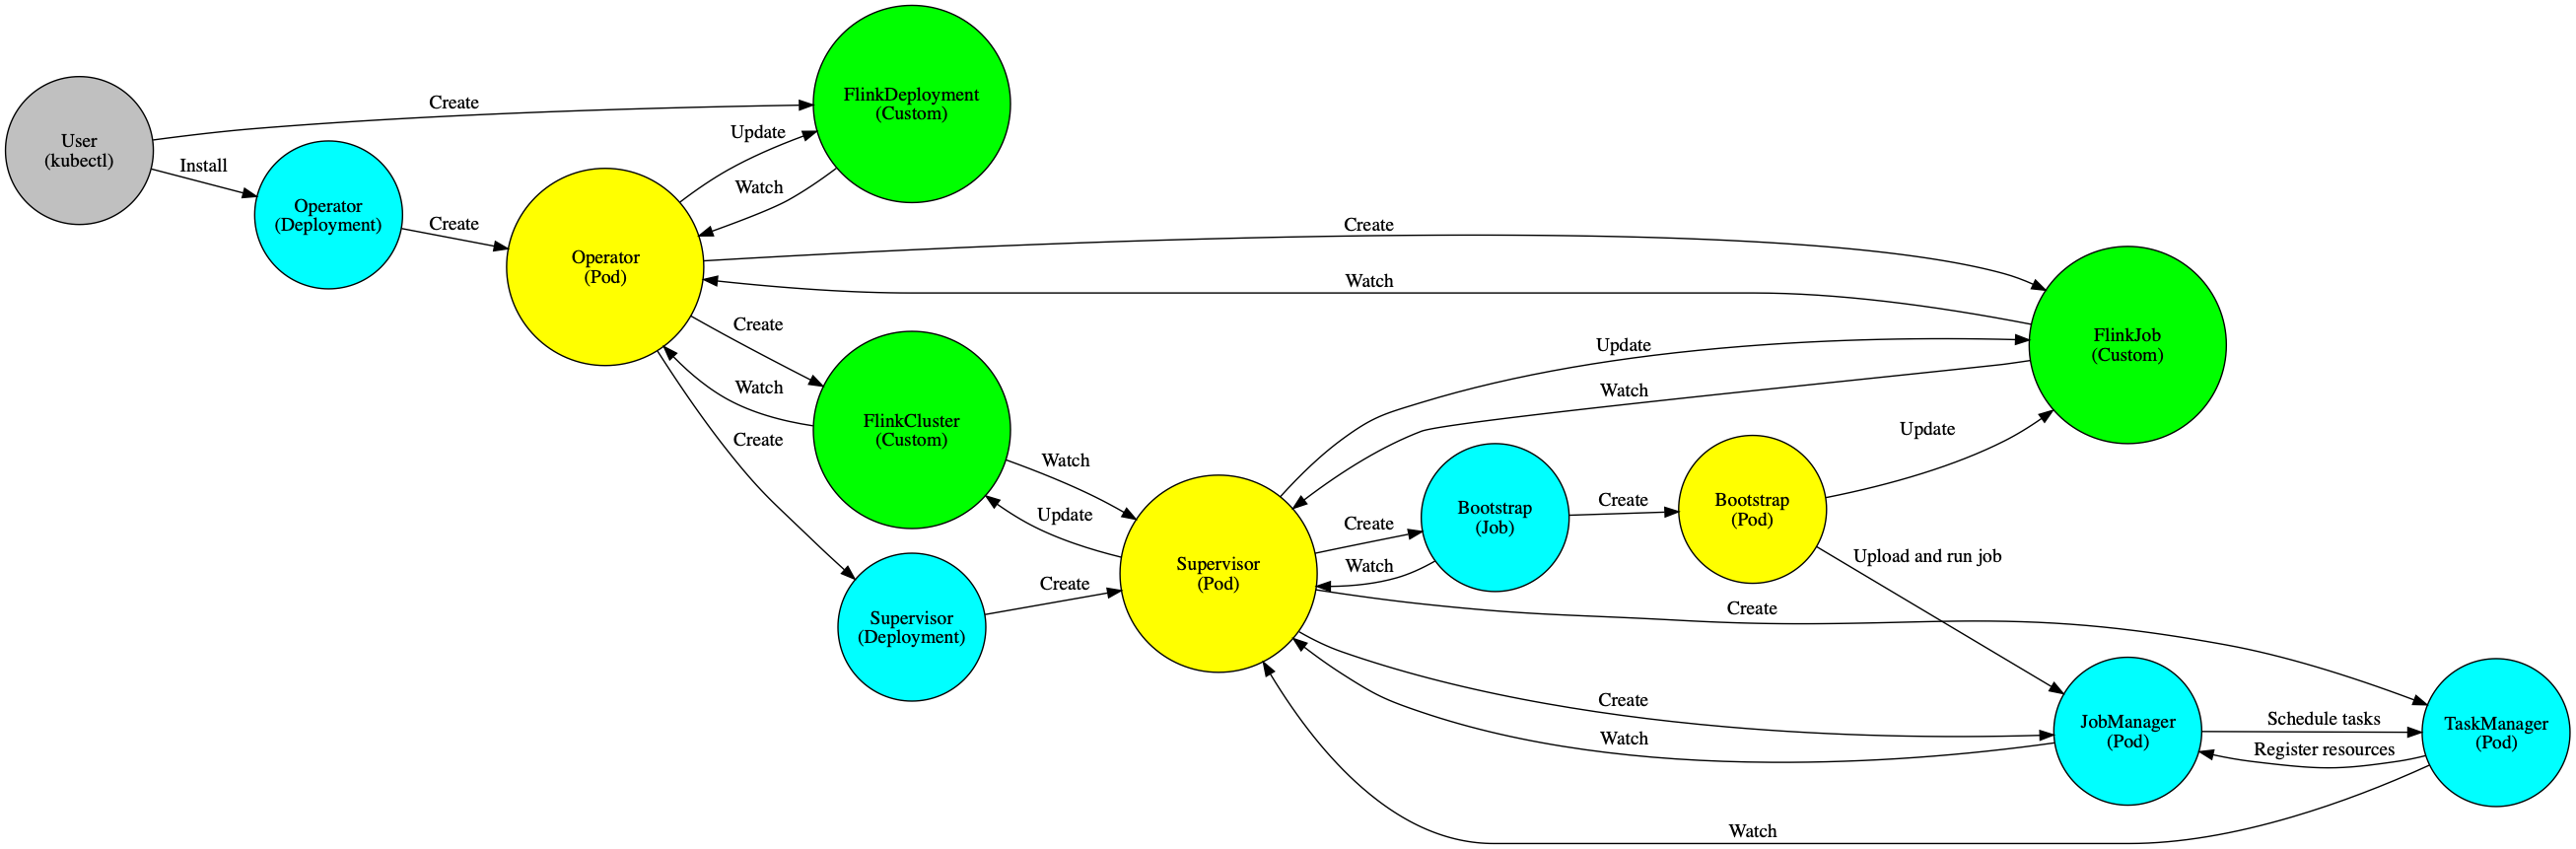 User
(kubectl)
Create
Install
Operator
(Deployment)
Create
Operator
(Pod)
Update
Watch
FlinkDeployment
(Custom)
Create
Watch
Create
Watch
Create
FlinkCluster
(Custom)
Watch
Update
Supervisor
(Deployment)
Create
Supervisor
(Pod)
Update
Watch
Create
Watch
Bootstrap
(Job)
Create
Bootstrap
(Pod)
Update
Upload and run job
FlinkJob
(Custom)
Create
Create
Watch
Watch
JobManager
(Pod)
Schedule tasks
Register resources
TaskManager
(Pod)